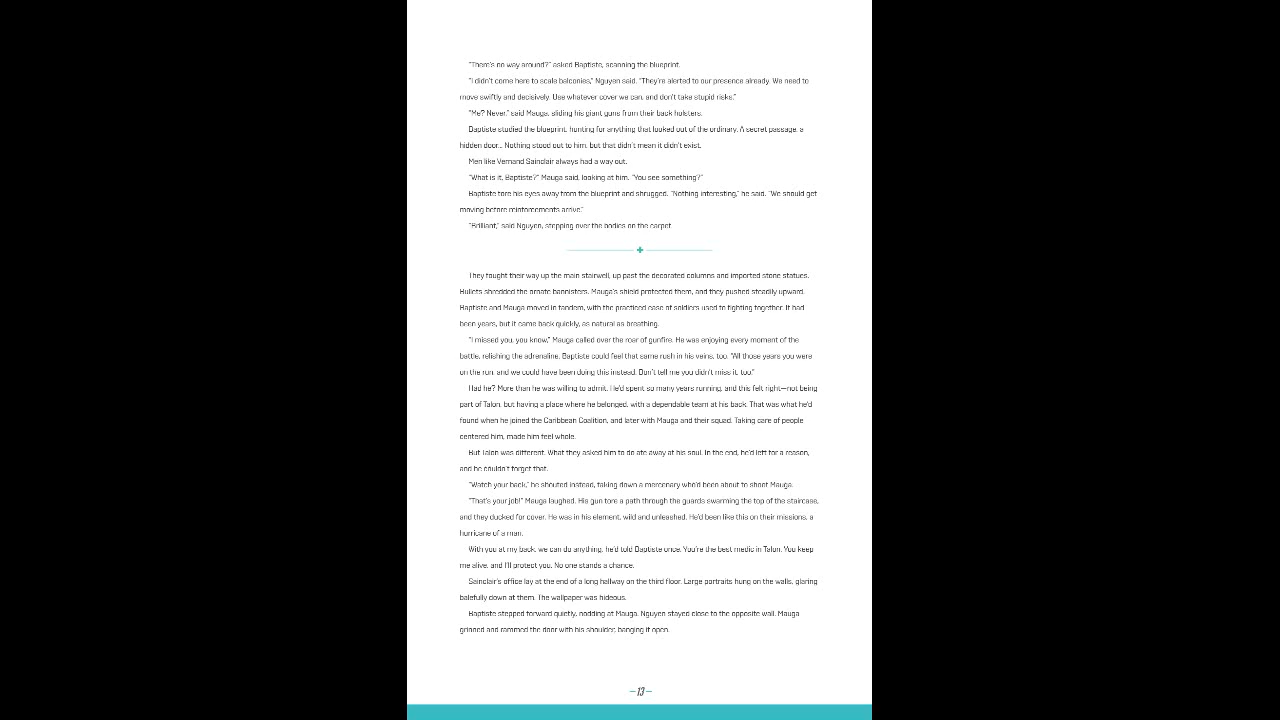 "There's no way around?" asked Baptiste, scanning the blueprint.
"I didn't come here to scale balconies," Nguyen said. "They're alerted to our presence already. We need to
move swiftly and decisively. Use whatever cover we can, and don't take stupid risks."
"Me? Never," said Mauga, sliding his giant guns from their back holsters.
Baptiste studied the blueprint, hunting for anything that looked out of the ordinary. A secret passage, a
hidden door... Nothing stood out to him, but that didn't mean it didn't exist.
Men like Vernand Sainclair always had a way out.
"What is it, Baptiste?" Mauga said, looking at him. "You see something?"
Baptiste tore his eyes away from the blueprint and shrugged. "Nothing interesting," he said. "We should get
moving before reinforcements arrive."
"Brilliant," said Nguyen, stepping over the bodies on the carpet.
They fought their way up the main stairwell, up past the decorated columns and imported stone statues.
Bullets shredded the ornate bannisters. Mauga's shield protected them, and they pushed steadily upward.
Baptiste and Mauga moved in tandem, with the practiced ease of soldiers used to fighting together. It had
been years, but it came back quickly, as natural as breathing.
"I missed you, you know," Mauga called over the roar of gunfire. He was enjoying every moment of the
battle, relishing the adrenaline. Baptiste could feel that same rush in his veins, too. "All those years you were
on the run, and we could have been doing this instead. Don't tell me you didn't miss it, too."
Had he? More than he was willing to admit. He'd spent so many years running, and this felt right—not being
part of Talon, but having a place where he belonged, with a dependable team at his back. That was what he'd
found when he joined the Caribbean Coalition, and later with Mauga and their squad. Taking care of people
centered him, made him feel whole.
But Talon was different. What they asked him to do ate away at his soul. In the end, he'd left for a reason,
and he couldn't forget that.
"Watch your back," he shouted instead, taking down a mercenary who'd been about to shoot Mauga.
"That's your job!" Mauga laughed. His gun tore a path through the guards swarming the top of the staircase,
and they ducked for cover. He was in his element, wild and unleashed. He'd been like this on their missions, a
hurricane of a man.
With you at my back, we can do anything, he'd told Baptiste once. You're the best medic in Talon. You keep
me alive, and I'll protect you. No one stands a chance.
Sainclair's office lay at the end of a long hallway on the third floor. Large portraits hung on the walls, glaring
balefully down at them. The wallpaper was hideous.
Baptiste stepped forward quietly, nodding at Mauga. Nguyen stayed close to the opposite wall. Mauga
grinned and rammed the door with his shoulder, banging it open.
–13–